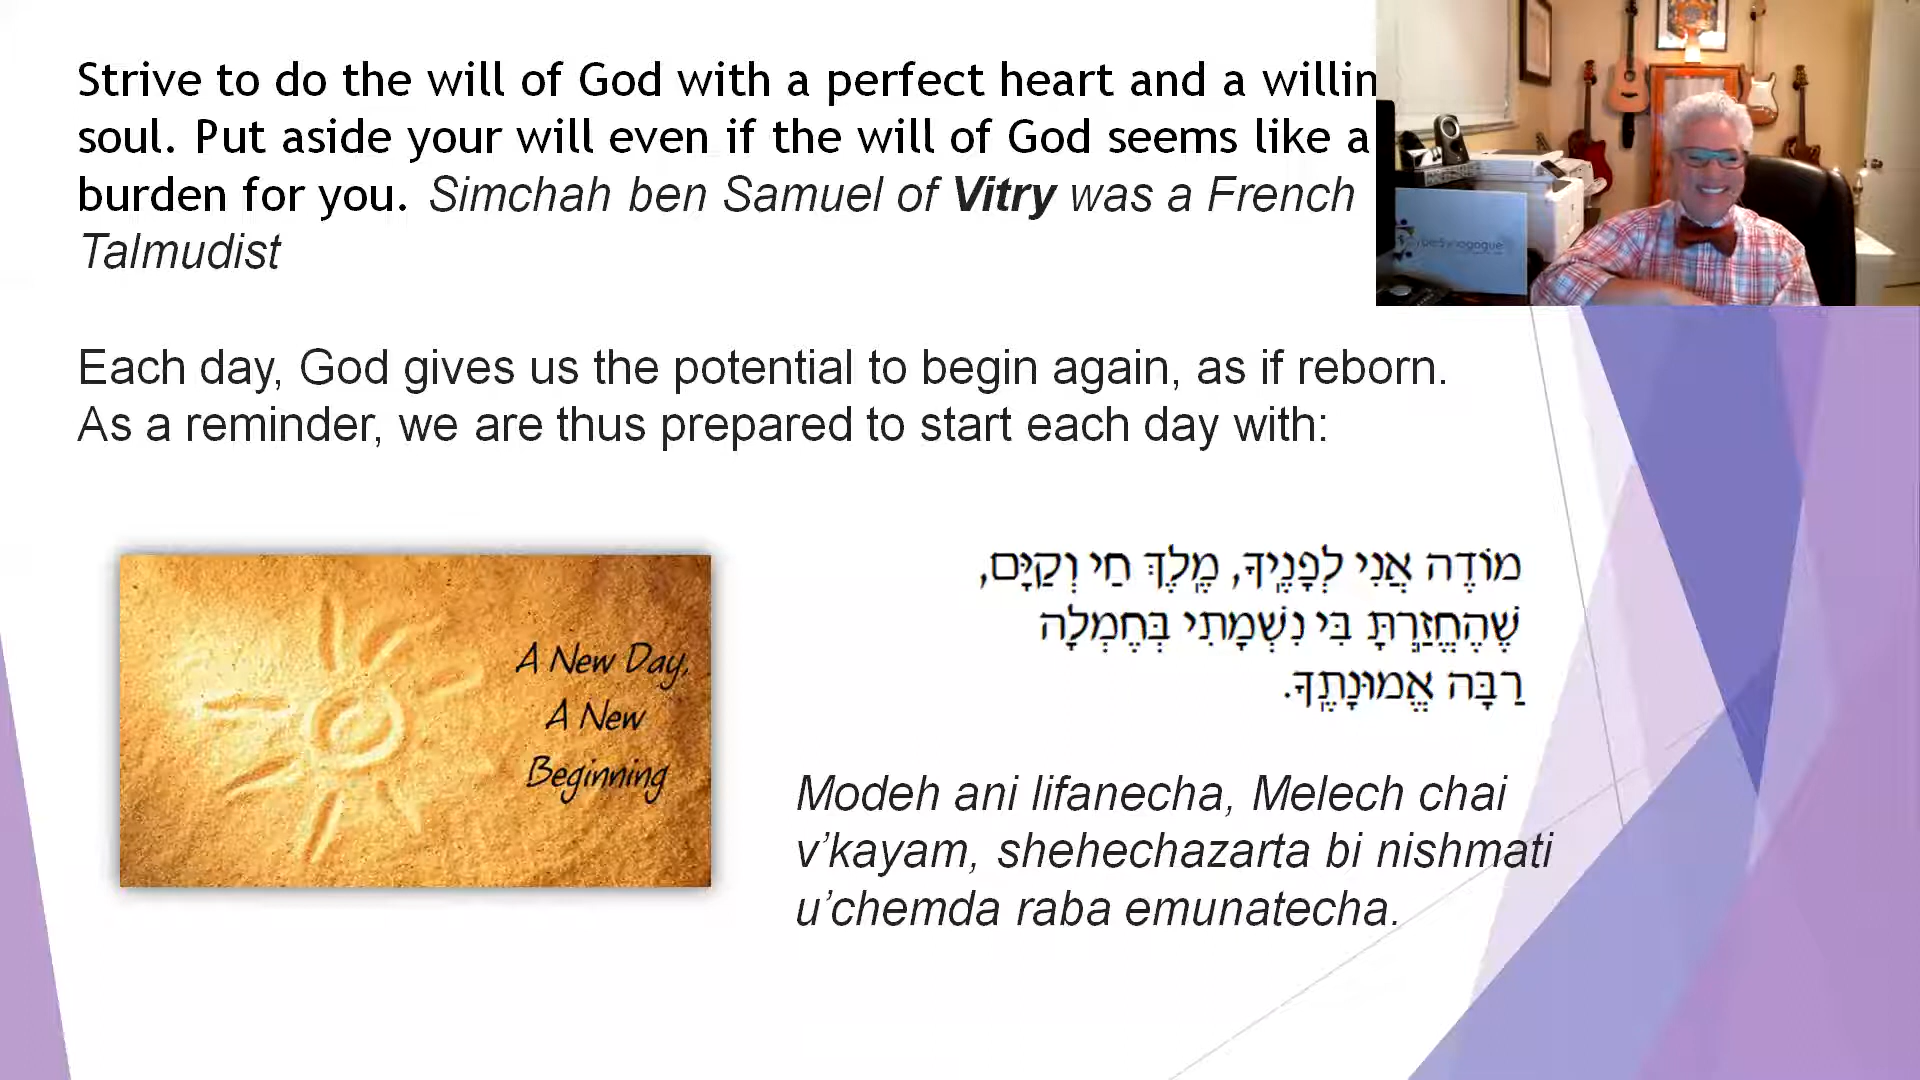 Strive to do the will of God with a perfect heart and a willin
soul. Put aside your will even if the will of God seems like a
burden for you. Simchah ben Samuel of Vitry was a French
Talmudist
Each day, God gives us the potential to begin again, as if reborn.
As a reminder, we are thus prepared to start each day with:
A New Day,
A New
Beginning
מוֹדֶה אֲנִי לְפָנֶֽיךָ, מֶֽלֶךְ חַי וְקַיָּם,
שֶׁהֶחֱזַֽרְתָּ בִּי נִשְׁמָתִי בְּחֶמְלָה
רַבָּה אֱמוּנָתֶֽךָ.
Modeh ani lifanecha, Melech chai
v’kayam, shehechazarta bi nishmati
u’chemda raba emunatecha.